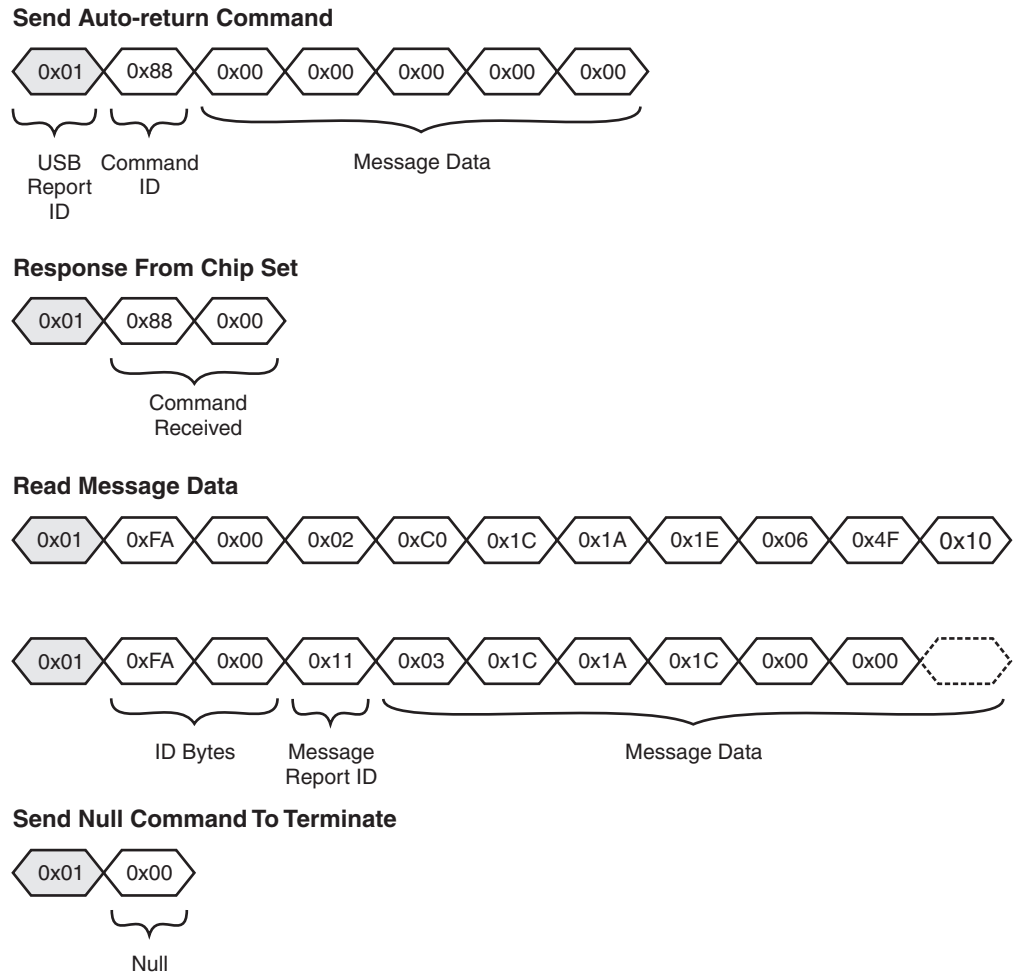 Send Auto-return Command
0x01 0x88 0x00 0x00 0x00 0x00 0x00
USB Report ID
Command ID
Message Data
Response From Chip Set
0x01 0x88 0x00
Command Received
Read Message Data
0x01 0xFA 0x00 0x02 0xC0 0x1C 0x1A 0x1E 0x06 0x4F 0x10
0x01 0xFA 0x00 0x11 0x03 0x1C 0x1A 0x1C 0x00 0x00
ID Bytes
Message Report ID
Message Data
Send Null Command To Terminate
0x01 0x00
Null